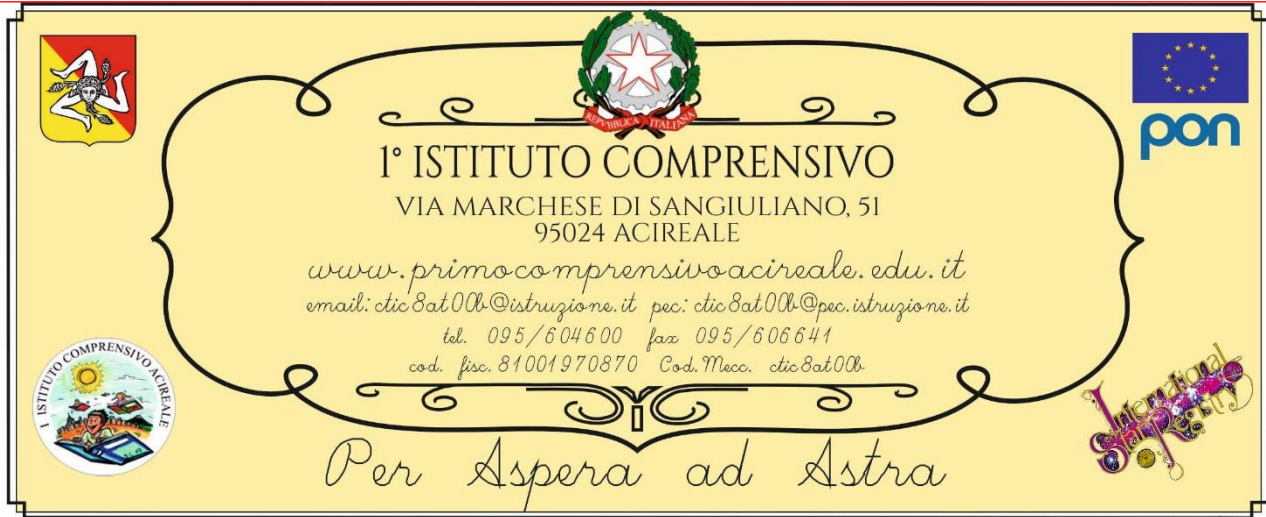 REPVBBLICA ITALIANA
pon
1° ISTITUTO COMPRENSIVO
VIA MARCHESE DI SANGIULIANO, 51
95024 ACIREALE
www.primocomprensivoacireale.edu.it
email: ctic8at00b@istruzione.it pec: ctic8at00b@pec.istruzione.it
tel. 095/604600 fax 095/606641
cod. fisc. 81001970870 Cod. Mecc. ctic8at00b
I ISTITUTO COMPRENSIVO ACIREALE
International
Star Registry
Per Aspera ad Astra